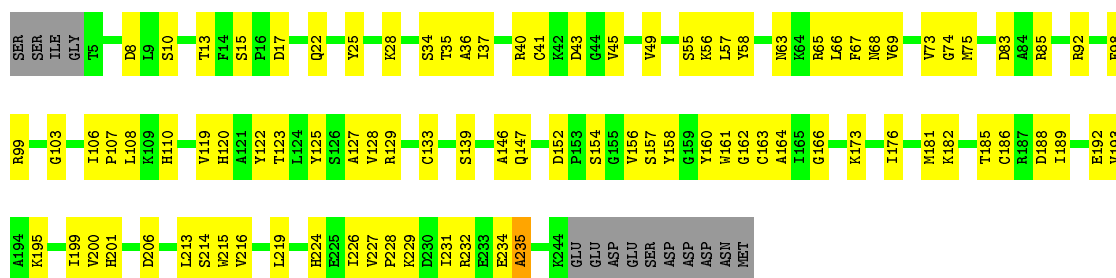 SER SER ILE GLY T5 D8 L9 S10 T13 F14 S15 P16 D17 Q22 Y25 K28 S34 T35 A36 I37 R40 C41 K42 D43 G44 V45 V49 S55 K56 L57 Y58 N63 K64 R65 L66 F67 N68 V69 V73 G74 M75 D83 A84 R85 R92 E98
R99 G103 I106 P107 L108 K109 H110 V119 H120 A121 Y122 T123 L124 Y125 S126 A127 V128 R129 C133 S139 A146 Q147 D152 P153 S154 G155 V156 S157 Y158 G159 Y160 W161 G162 C163 A164 I165 G166 K173 I176 M181 K182 T185 C186 R187 D188 I189 E192 V193
A194 K195 I199 V200 H201 D206 L213 S214 W215 V216 L219 H224 E225 I226 V227 P228 K229 D230 I231 R232 E233 E234 A235 K244 GLU GLU ASP GLU SER ASP ASP ASP ASN MET